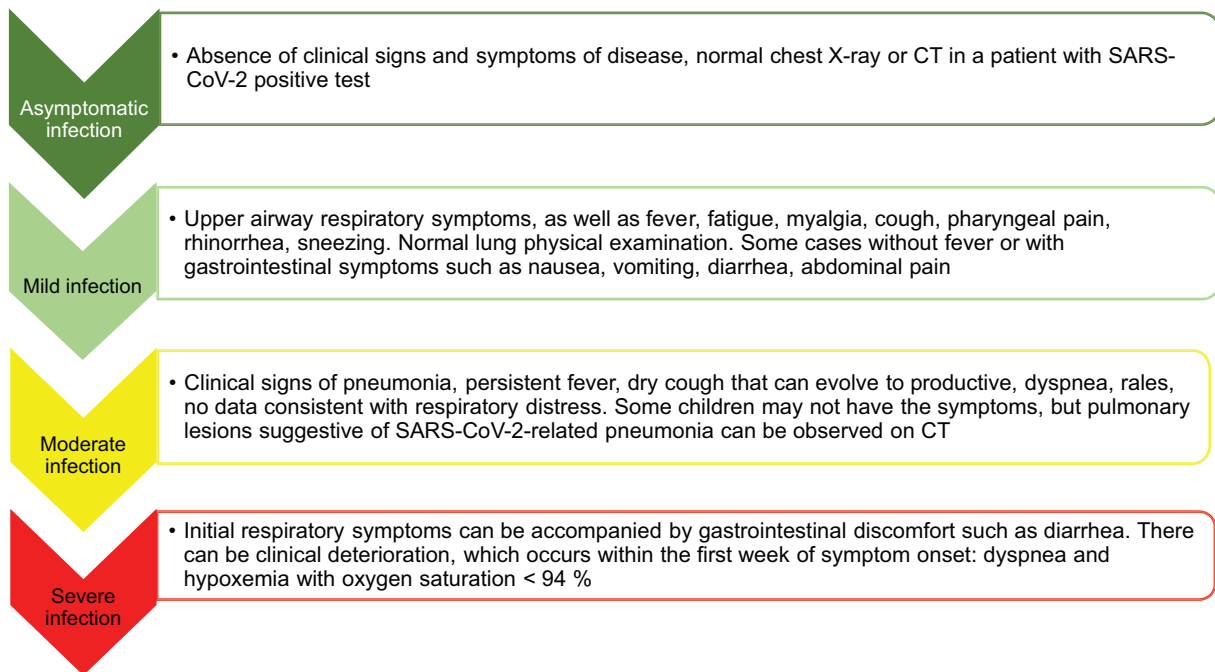 Asymptomatic
infection
• Absence of clinical signs and symptoms of disease, normal chest X-ray or CT in a patient with SARS-
CoV-2 positive test
Mild infection
• Upper airway respiratory symptoms, as well as fever, fatigue, myalgia, cough, pharyngeal pain,
rhinorrhea, sneezing. Normal lung physical examination. Some cases without fever or with
gastrointestinal symptoms such as nausea, vomiting, diarrhea, abdominal pain
Moderate
infection
• Clinical signs of pneumonia, persistent fever, dry cough that can evolve to productive, dyspnea, rales,
no data consistent with respiratory distress. Some children may not have the symptoms, but pulmonary
lesions suggestive of SARS-CoV-2-related pneumonia can be observed on CT
Severe
infection
• Initial respiratory symptoms can be accompanied by gastrointestinal discomfort such as diarrhea. There
can be clinical deterioration, which occurs within the first week of symptom onset: dyspnea and
hypoxemia with oxygen saturation < 94 %